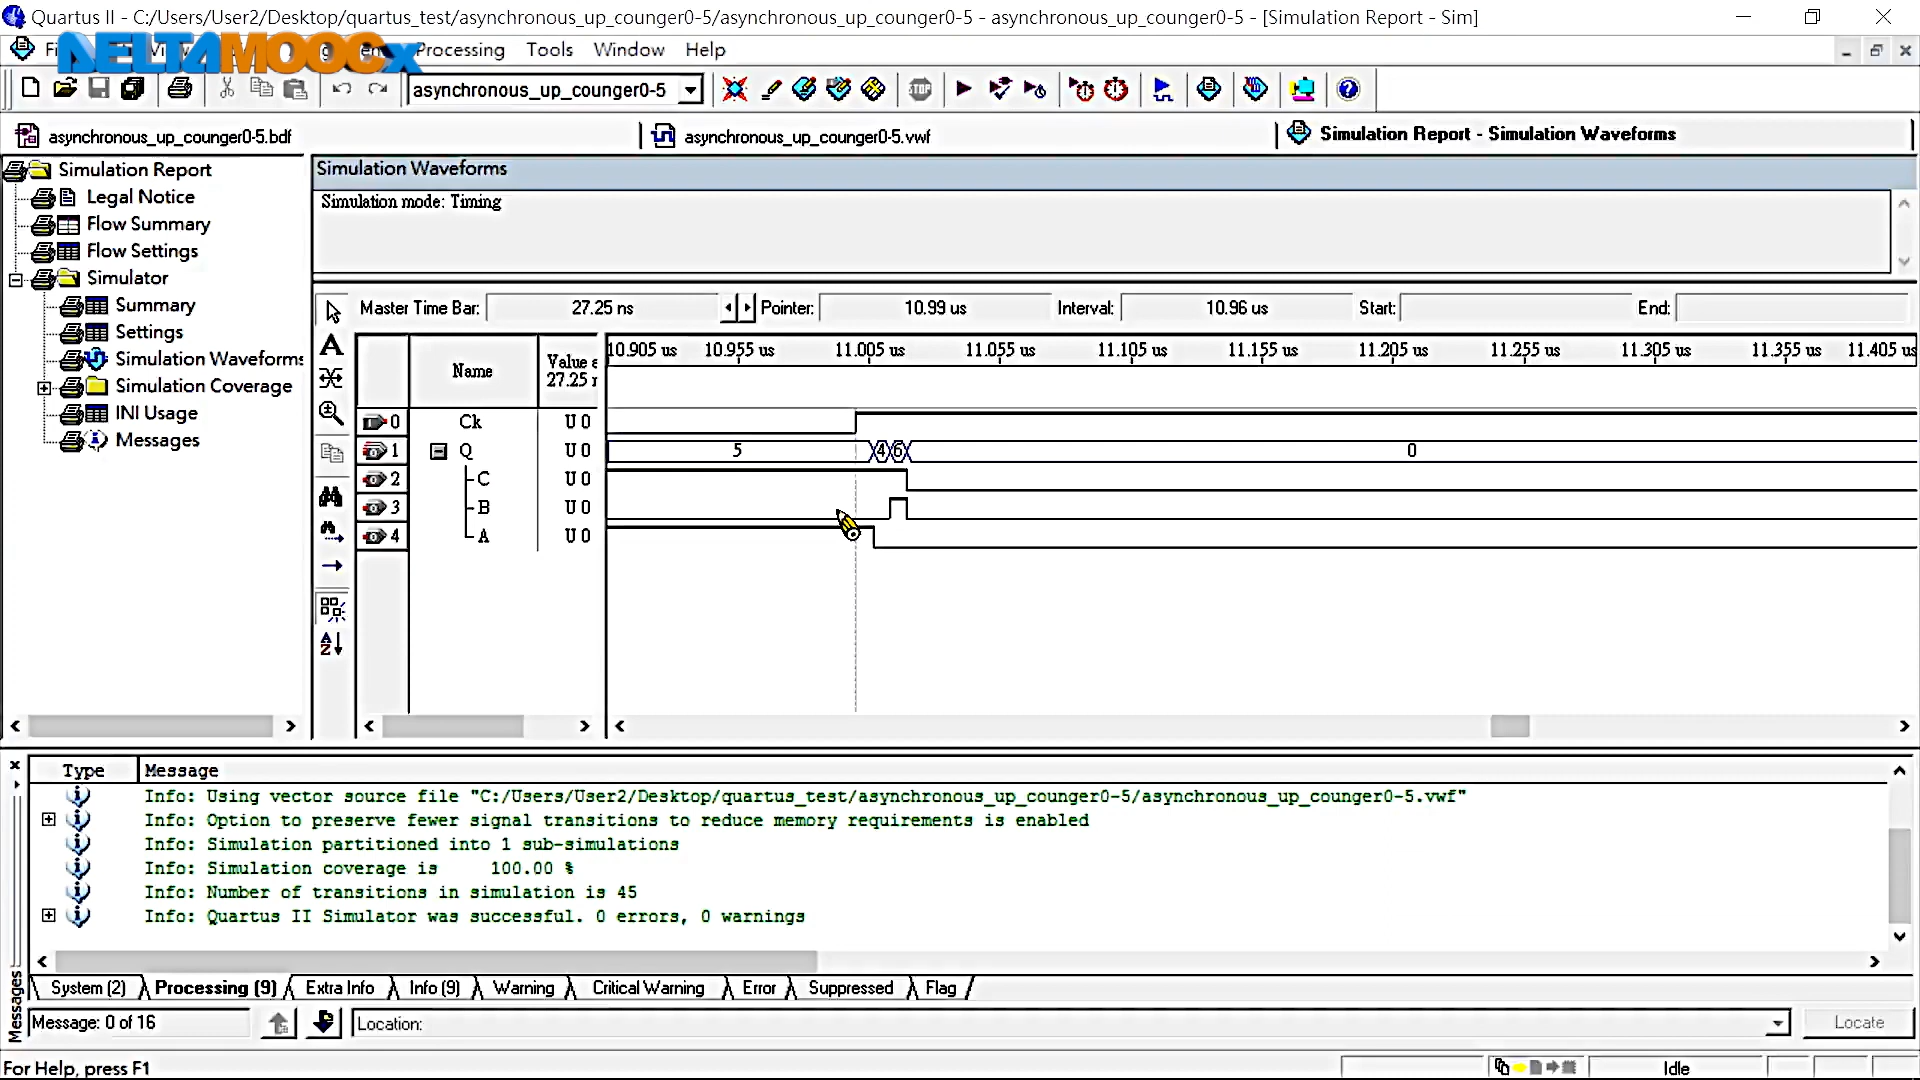 Quartus II - C:/Users/User2/Desktop/quartus_test/asynchronous_up_counger0-5/asynchronous_up_counger0-5 - asynchronous_up_counger0-5 - [Simulation Report - Sim]
DELTAMOOCx
Processing Tools Window Help
asynchronous_up_counger0-5
STOP
asynchronous_up_counger0-5.bdf
asynchronous_up_counger0-5.vwf
Simulation Report - Simulation Waveforms
Simulation Report
Legal Notice
Flow Summary
Flow Settings
Simulator
Summary
Settings
Simulation Waveforms
Simulation Coverage
INI Usage
Messages
Simulation Waveforms
Simulation mode: Timing
Master Time Bar: 27.25 ns Pointer: 10.99 us Interval: 10.96 us Start: End:
Name
Value a
27.25 n
10.905 us 10.955 us 11.005 us 11.055 us 11.105 us 11.155 us 11.205 us 11.255 us 11.305 us 11.355 us 11.405 us
0 Ck U 0
1 Q U 0 5 4 6 0
2 C U 0
3 B U 0
4 A U 0
Type Message
Info: Using vector source file "C:/Users/User2/Desktop/quartus_test/asynchronous_up_counger0-5/asynchronous_up_counger0-5.vwf"
Info: Option to preserve fewer signal transitions to reduce memory requirements is enabled
Info: Simulation partitioned into 1 sub-simulations
Info: Simulation coverage is 100.00 %
Info: Number of transitions in simulation is 45
Info: Quartus II Simulator was successful. 0 errors, 0 warnings
Messages
System (2) Processing (9) Extra Info Info (9) Warning Critical Warning Error Suppressed Flag
Message: 0 of 16 Location: Locate
For Help, press F1 Idle